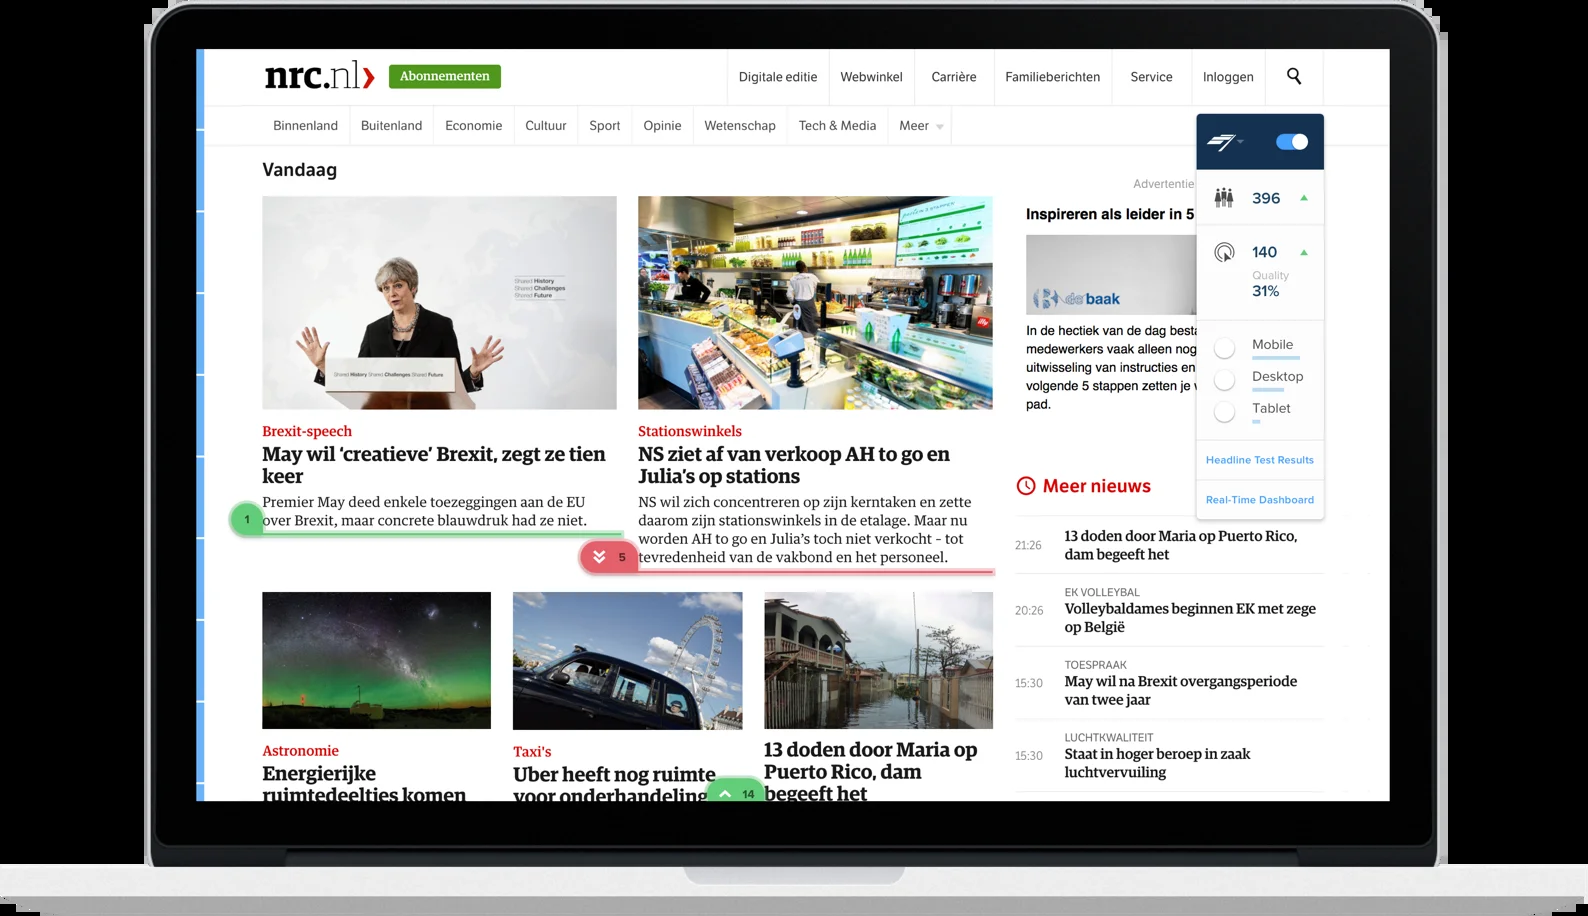 nrc.nl
Abonnementen
Digitale editie
Webwinkel
Carrière
Familieberichten
Service
Inloggen
Binnenland
Buitenland
Economie
Cultuur
Sport
Opinie
Wetenschap
Tech & Media
Meer
Vandaag
Shared History
Shared Challenges
Shared Future
Shared History Shared Challenges Shared Future
Brexit-speech
May wil ‘creatieve’ Brexit, zegt ze tien
keer
Premier May deed enkele toezeggingen aan de EU
over Brexit, maar concrete blauwdruk had ze niet.
1
illy
Stationswinkels
NS ziet af van verkoop AH to go en
Julia’s op stations
NS wil zich concentreren op zijn kerntaken en zette
daarom zijn stationswinkels in de etalage. Maar nu
worden AH to go en Julia’s toch niet verkocht - tot
tevredenheid van de vakbond en het personeel.
5
Astronomie
Energierijke
ruimtedeeltjes komen
Taxi's
Uber heeft nog ruimte
voor onderhandeling
14
13 doden door Maria op
Puerto Rico, dam
begeeft het
Advertentie
Inspireren als leider in 5
de baak
In de hectiek van de dag
medewerkers vaak alleen nog
uitwisseling van instructies en
volgende 5 stappen zetten je
pad.
396
140
Quality
31%
Mobile
Desktop
Tablet
Headline Test Results
Real-Time Dashboard
Meer nieuws
21:26
13 doden door Maria op Puerto Rico,
dam begeeft het
20:26
EK VOLLEYBAL
Volleybaldames beginnen EK met zege
op België
15:30
TOESPRAAK
May wil na Brexit overgangsperiode
van twee jaar
15:30
LUCHTKWALITEIT
Staat in hoger beroep in zaak
luchtvervuiling